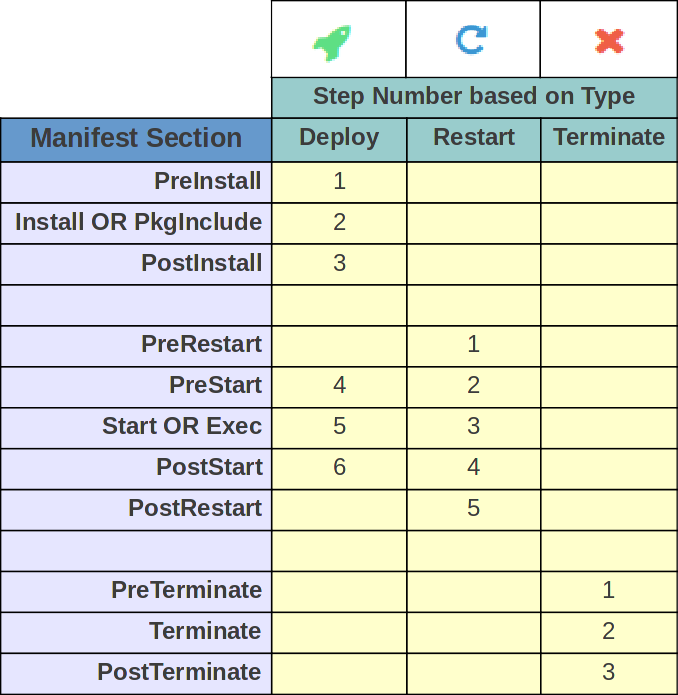 Step Number based on Type
Manifest Section Deploy Restart Terminate
PreInstall 1
Install OR PkgInclude 2
PostInstall 3
PreRestart 1
PreStart 4 2
Start OR Exec 5 3
PostStart 6 4
PostRestart 5
PreTerminate 1
Terminate 2
PostTerminate 3